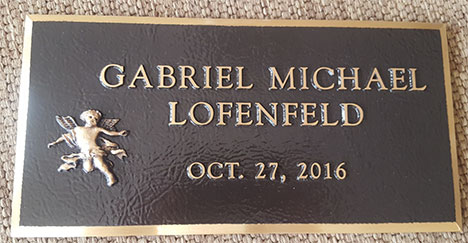 GABRIEL MICHAEL
LOFENFELD
OCT. 27, 2016